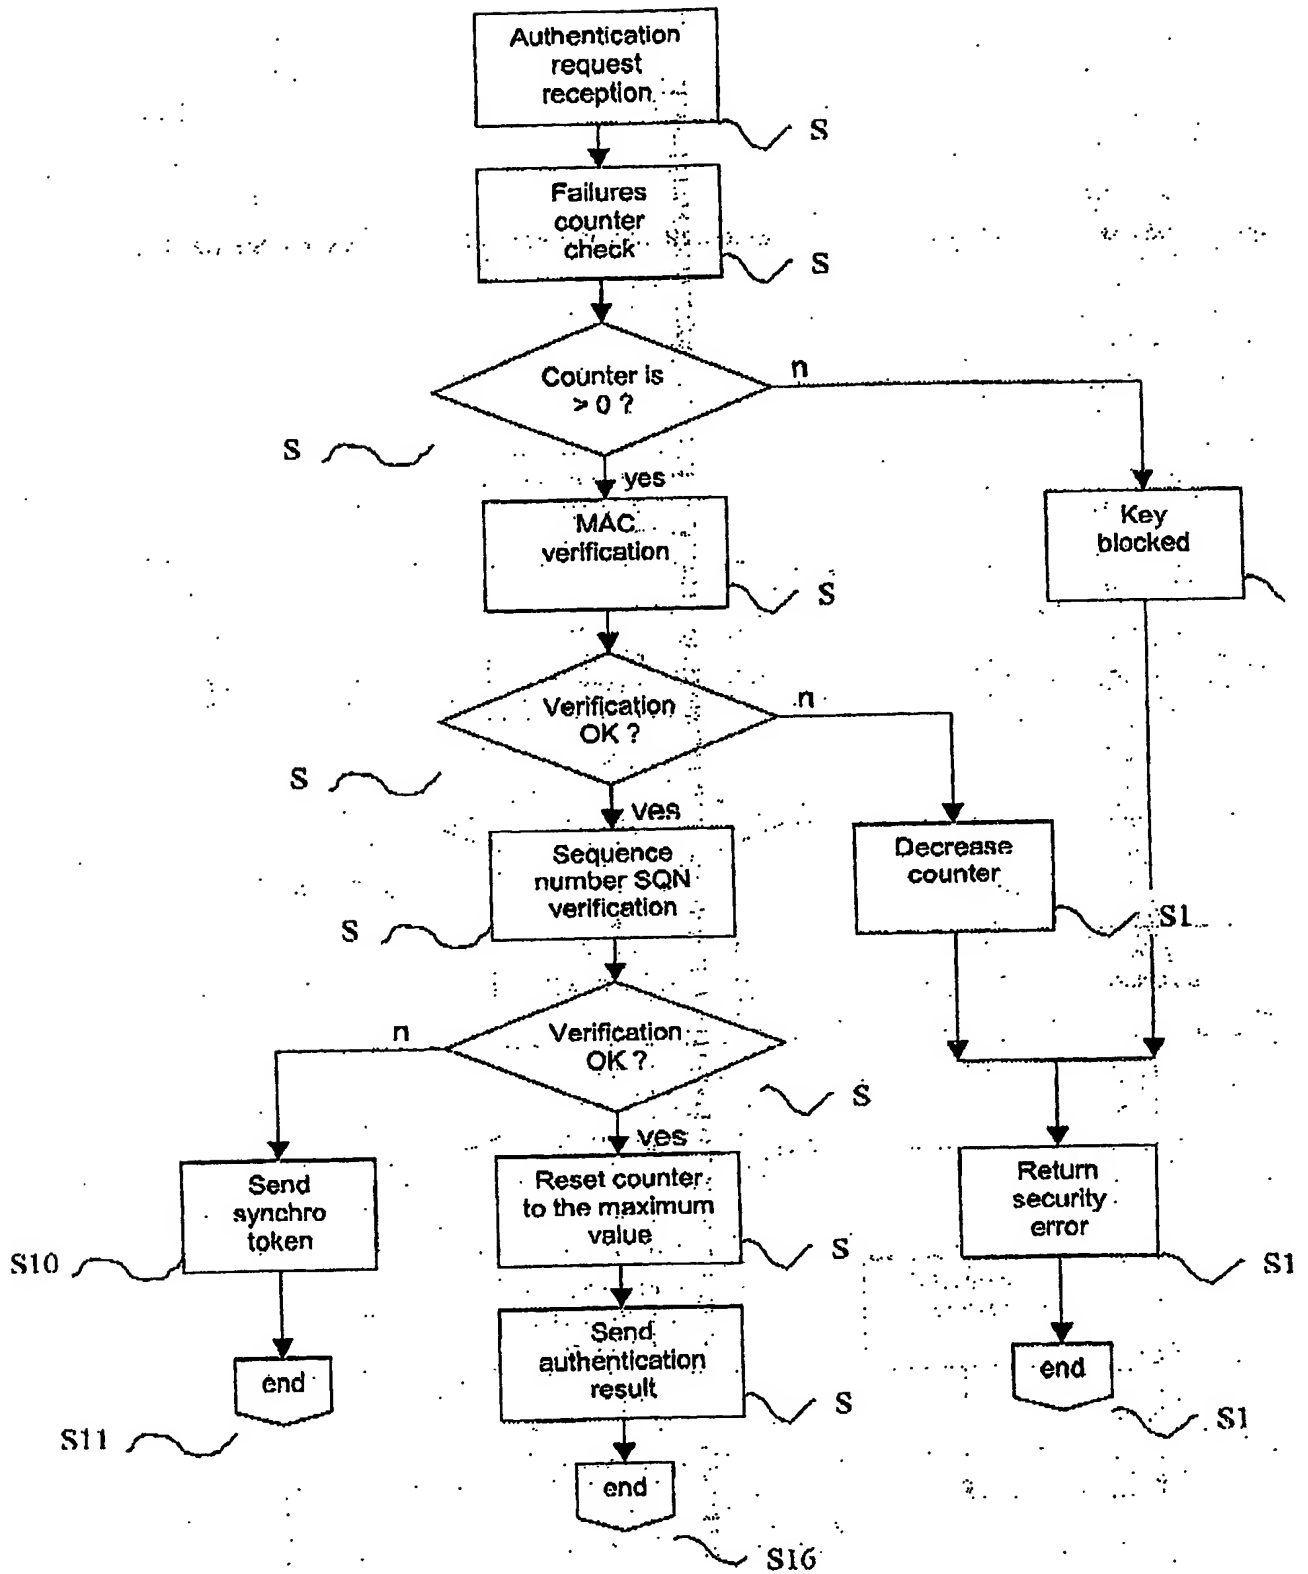 Authentication
request
reception
S
Failures
counter
check
S
Counter is
> 0 ?
n
S
yes
MAC
verification
S
Key
blocked
Verification
OK ?
n
S
yes
Sequence
number SQN
verification
S
Decrease
counter
S1
Verification
OK ?
n
S
yes
Send
synchro
token
S10
Reset counter
to the maximum
value
S
Return
security
error
S1
end
S11
Send
authentication
result
S
end
S1
end
S16